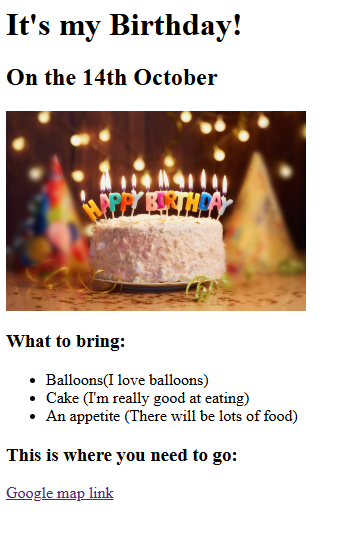 It's my Birthday!
On the 14th October
HAPPY BIRTHDAY
What to bring:
Balloons(I love balloons)
Cake (I'm really good at eating)
An appetite (There will be lots of food)
This is where you need to go:
Google map link